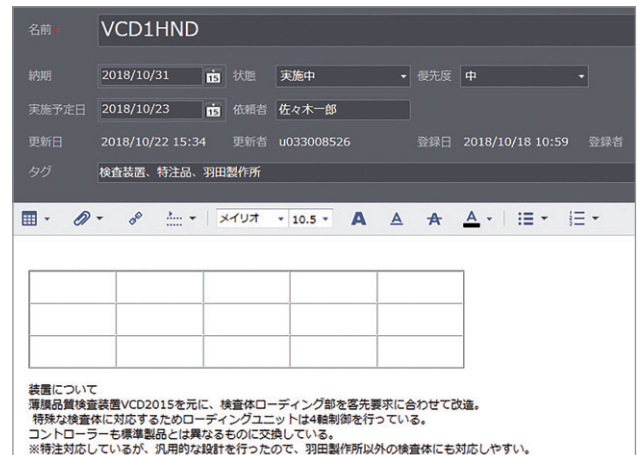 名前* VCD1HND
納期 2018/10/31 15 状態 実施中 優先度 中
実施予定日 2018/10/23 15 依頼者 佐々木一郎
更新日 2018/10/22 15:34 更新者 u033008526 登録日 2018/10/18 10:59 登録者
タグ 検査装置、特注品、羽田製作所
メイリオ 10.5 A A A A
装置について
薄膜品質検査装置VCD2015を元に、検査体ローディング部を客先要求に合わせて改造。
特殊な検査体に対応するためローディングユニットは4軸制御を行っている。
コントローラーも標準製品とは異なるものに交換している。
※特注対応しているが、汎用的な設計を行ったので、羽田製作所以外の検査体にも対応しやすい。